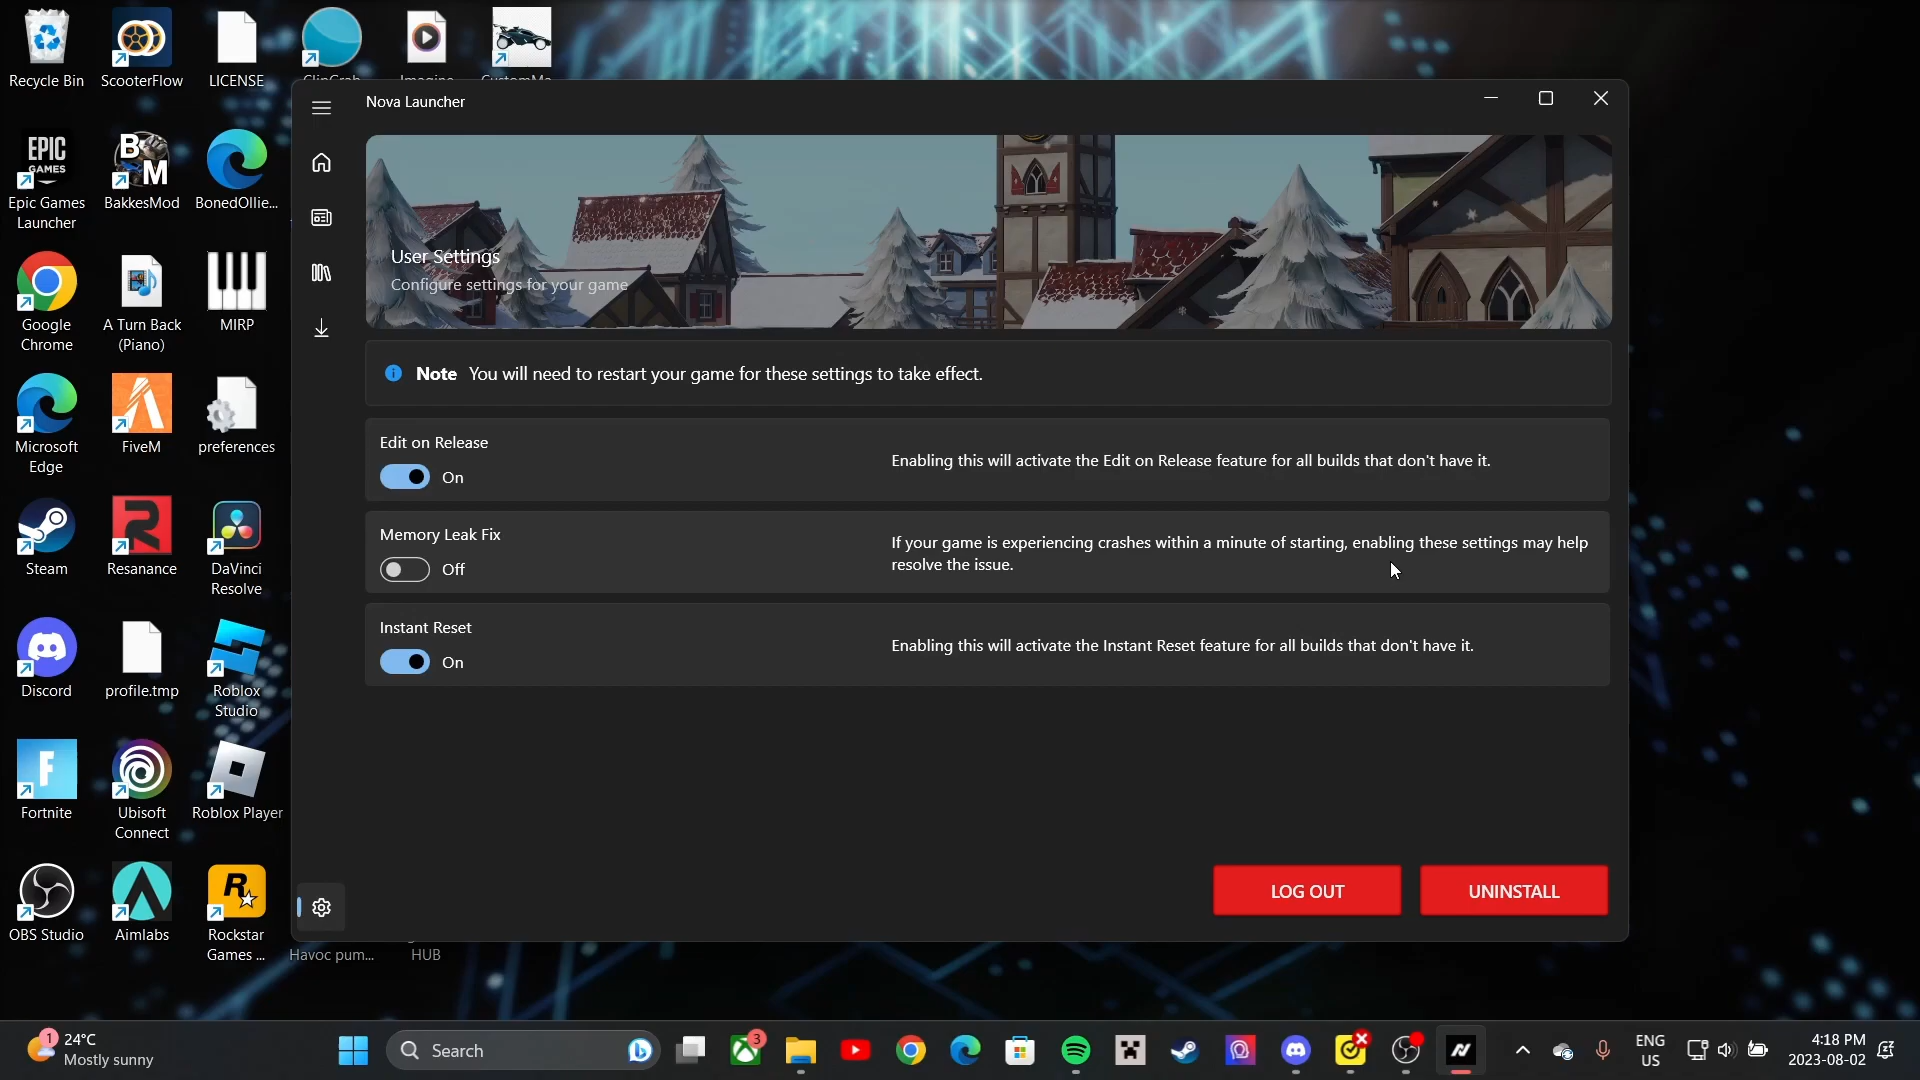 Recycle Bin
ScooterFlow
LICENSE
ClipGrab
Imagine
CustomMa...
EPIC
GAMES
Epic Games
Launcher
B
M
BakkesMod
BonedOllie...
Google
Chrome
A Turn Back
(Piano)
MIRP
Microsoft
Edge
FiveM
preferences
Steam
Resanance
DaVinci
Resolve
Discord
profile.tmp
Roblox
Studio
Fortnite
Ubisoft
Connect
Roblox Player
OBS Studio
Aimlabs
Rockstar
Games ...
Havoc pum...
HUB
Nova Launcher
User Settings
Configure settings for your game
Note You will need to restart your game for these settings to take effect.
Edit on Release
On
Enabling this will activate the Edit on Release feature for all builds that don't have it.
Memory Leak Fix
Off
If your game is experiencing crashes within a minute of starting, enabling these settings may help
resolve the issue.
Instant Reset
On
Enabling this will activate the Instant Reset feature for all builds that don't have it.
LOG OUT
UNINSTALL
1
24°C
Mostly sunny
Search
3
ENG
US
4:18 PM
2023-08-02